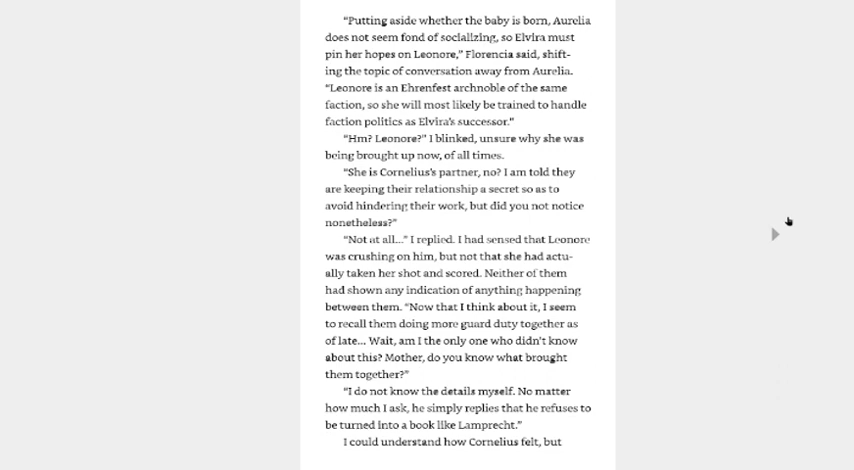 “Putting aside whether the baby is born, Aurelia
does not seem fond of socializing, so Elvira must
pin her hopes on Leonore,” Florencia said, shift-
ing the topic of conversation away from Aurelia.
“Leonore is an Ehrenfest archnoble of the same
faction, so she will most likely be trained to handle
faction politics as Elvira’s successor.”
“Hm? Leonore?” I blinked, unsure why she was
being brought up now, of all times.
“She is Cornelius’s partner, no? I am told they
are keeping their relationship a secret so as to
avoid hindering their work, but did you not notice
nonetheless?”
“Not at all...” I replied. I had sensed that Leonore
was crushing on him, but not that she had actu-
ally taken her shot and scored. Neither of them
had shown any indication of anything happening
between them. “Now that I think about it, I seem
to recall them doing more guard duty together as
of late... Wait, am I the only one who didn’t know
about this? Mother, do you know what brought
them together?”
“I do not know the details myself. No matter
how much I ask, he simply replies that he refuses to
be turned into a book like Lamprecht.”
I could understand how Cornelius felt, but